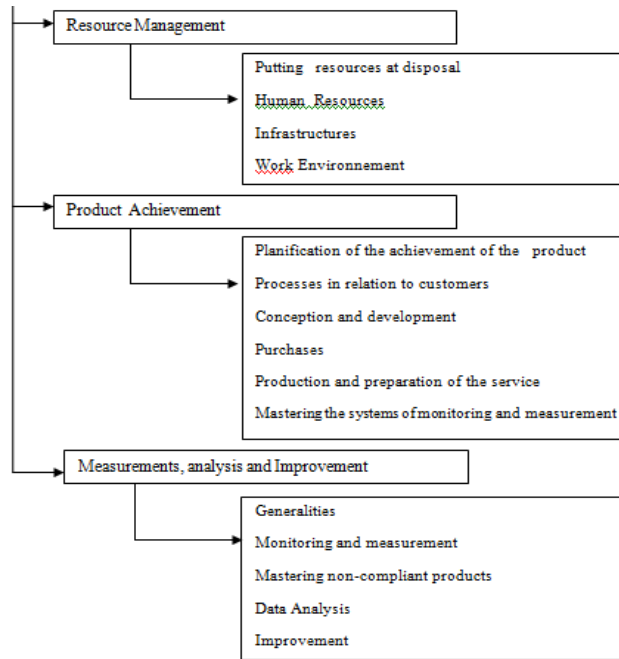 Resource Management
Putting resources at disposal
Human Resources
Infrastructures
Work Environnement
Product Achievement
Planification of the achievement of the product
Processes in relation to customers
Conception and development
Purchases
Production and preparation of the service
Mastering the systems of monitoring and measurement
Measurements, analysis and Improvement
Generalities
Monitoring and measurement
Mastering non-compliant products
Data Analysis
Improvement